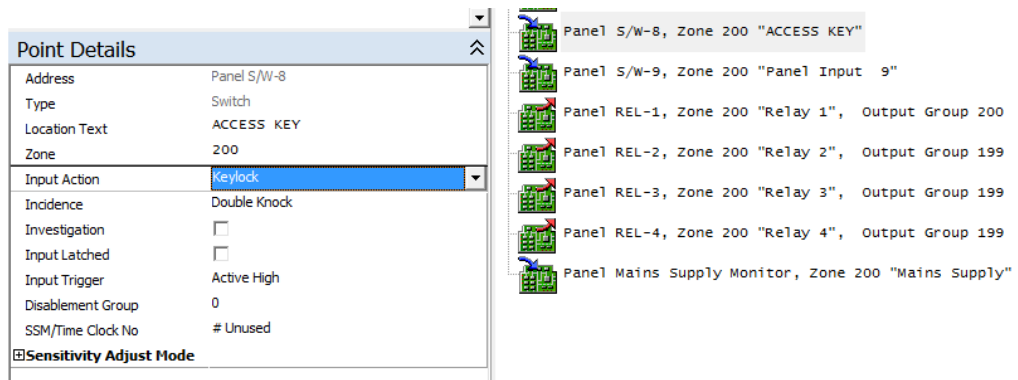 Point Details
Address Panel S/W-8
Type Switch
Location Text ACCESS KEY
Zone 200
Input Action Keylock
Incidence Double Knock
Investigation
Input Latched
Input Trigger Active High
Disablement Group 0
SSM/Time Clock No # Unused
Sensitivity Adjust Mode
Panel S/W-8, Zone 200 "ACCESS KEY"
Panel S/W-9, Zone 200 "Panel Input  9"
Panel REL-1, Zone 200 "Relay 1",  Output Group 200
Panel REL-2, Zone 200 "Relay 2",  Output Group 199
Panel REL-3, Zone 200 "Relay 3",  Output Group 199
Panel REL-4, Zone 200 "Relay 4",  Output Group 199
Panel Mains Supply Monitor, Zone 200 "Mains Supply"